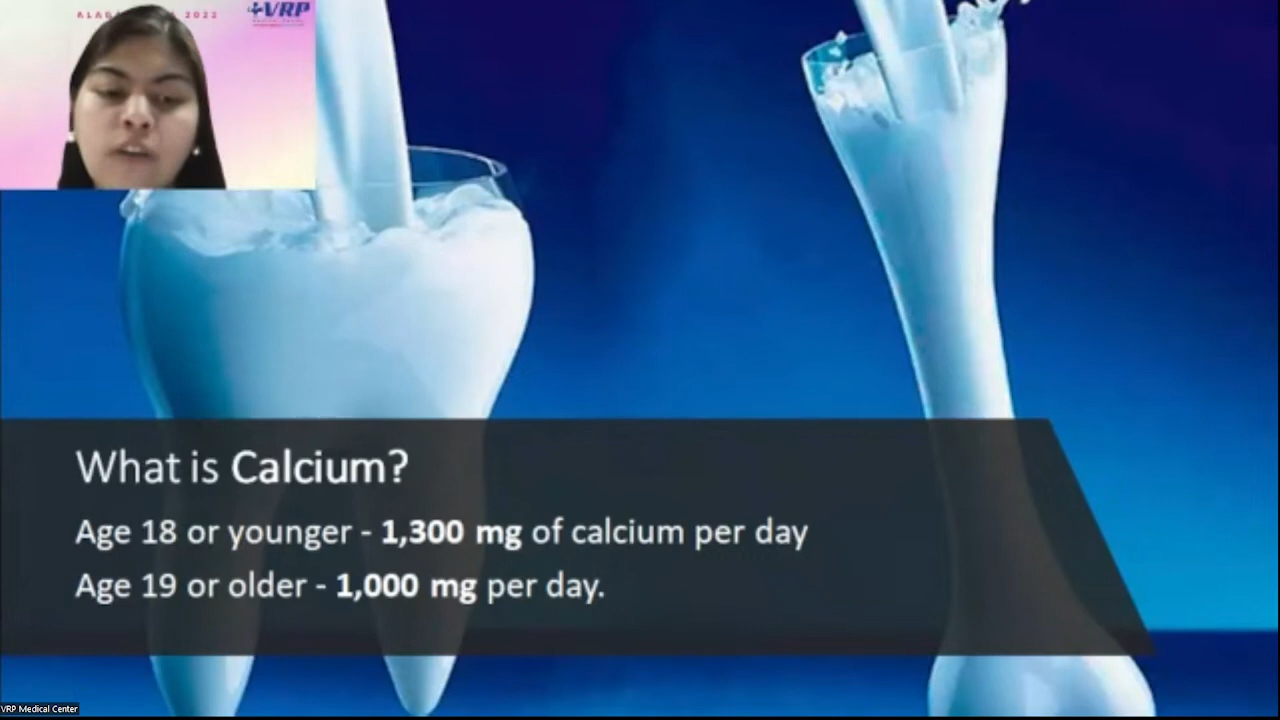 2022
VRP
What is Calcium?
Age 18 or younger - 1,300 mg of calcium per day
Age 19 or older - 1,000 mg per day.
VRP Medical Center